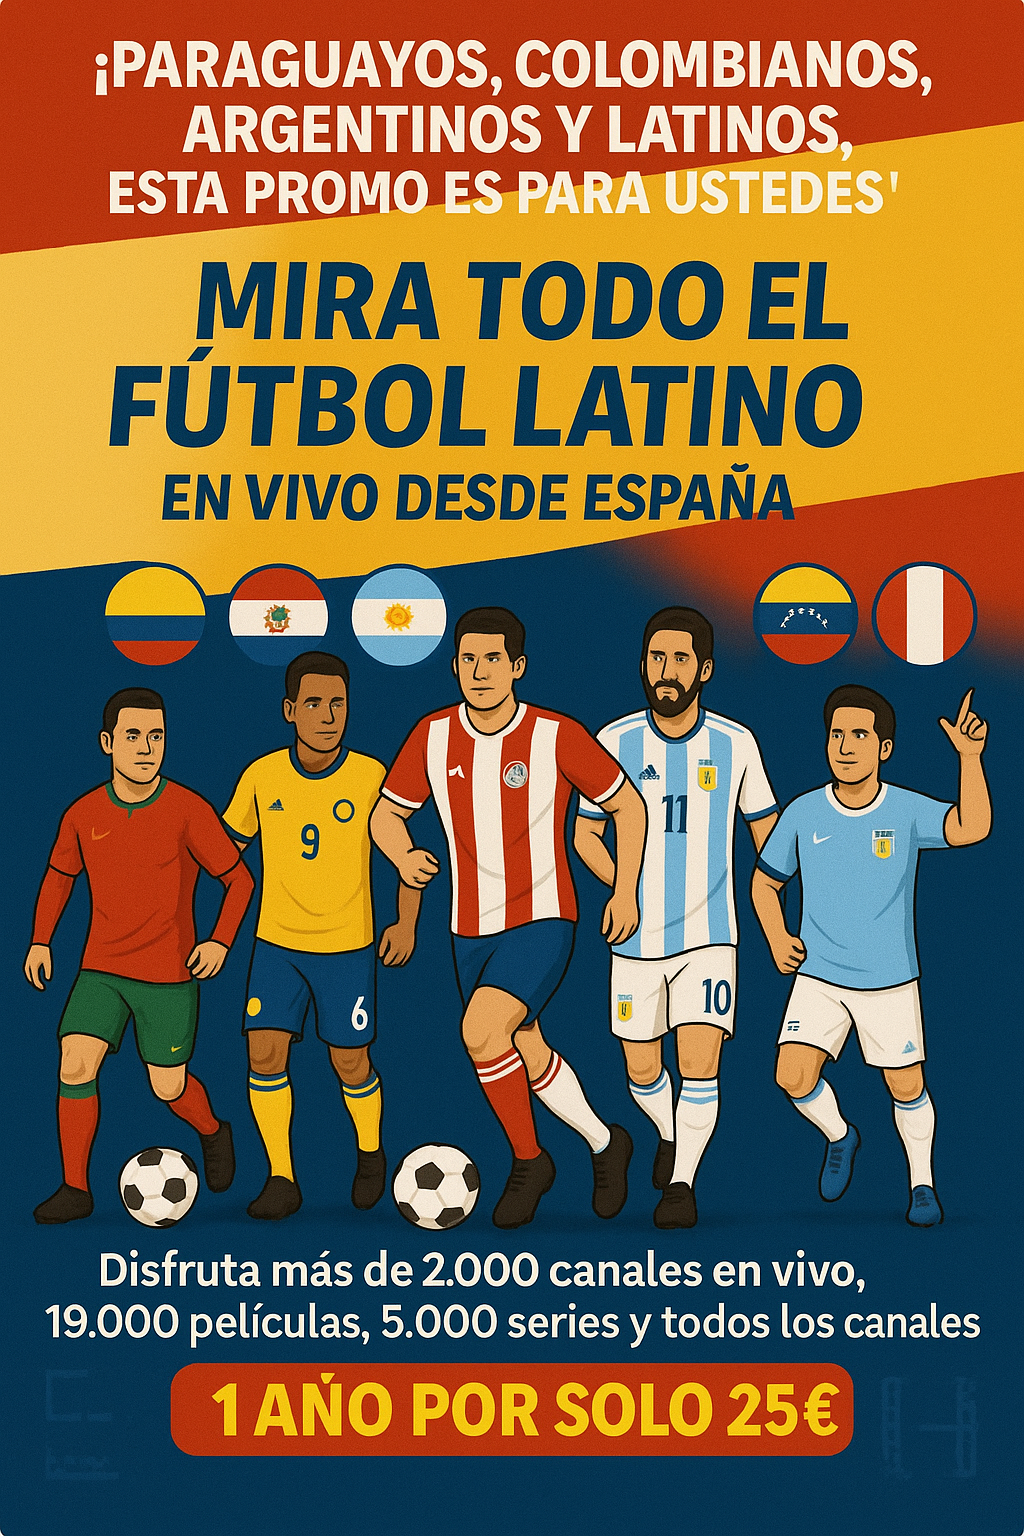 ¡PARAGUAYOS, COLOMBIANOS,
ARGENTINOS Y LATINOS,
ESTA PROMO ES PARA USTEDES'
MIRA TODO EL
FÚTBOL LATINO
EN VIVO DESDE ESPAÑA
9
11
6
10
Disfruta más de 2.000 canales en vivo,
19.000 películas, 5.000 series y todos los canales
1 AÑO POR SOLO 25€